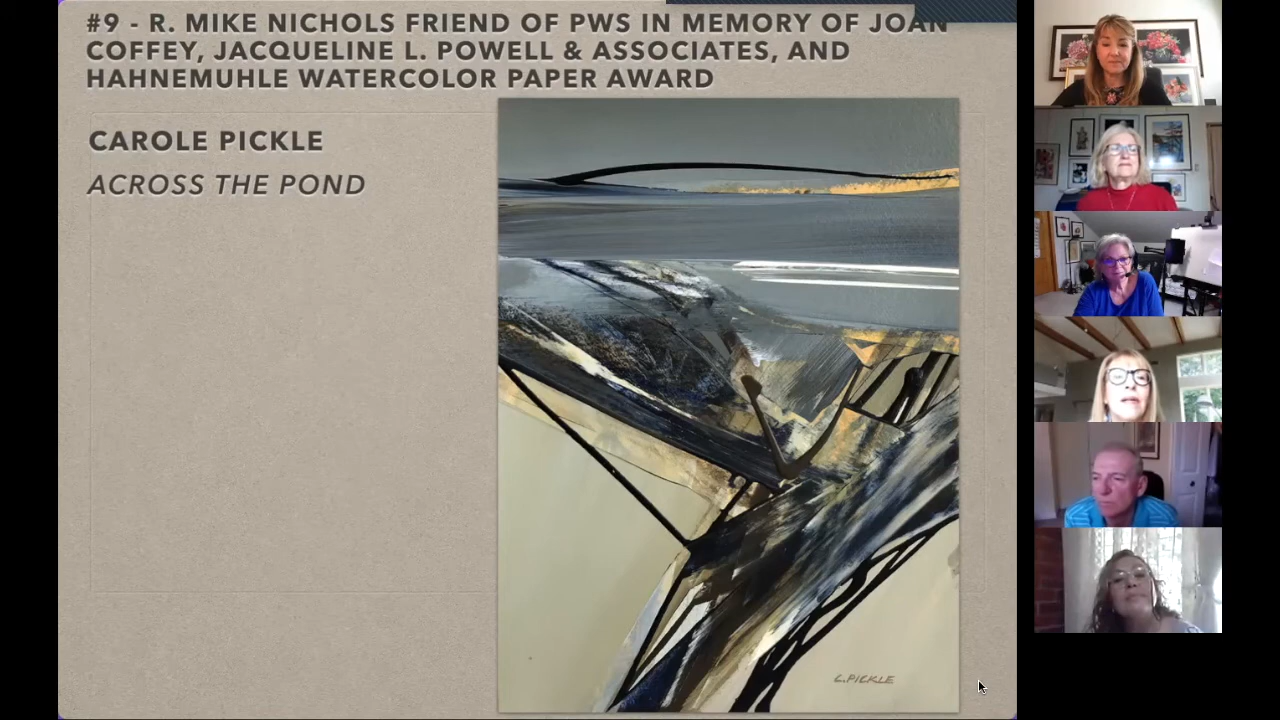 #9 - R. MIKE NICHOLS FRIEND OF PWS IN MEMORY OF JOAN
COFFEY, JACQUELINE L. POWELL & ASSOCIATES, AND
HAHNEMUHLE WATERCOLOR PAPER AWARD
CAROLE PICKLE
ACROSS THE POND
C.PICKLE